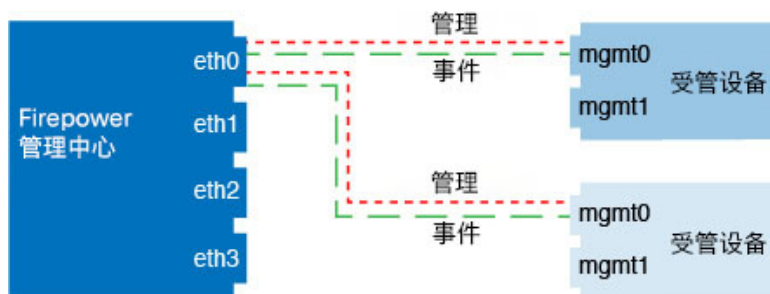 Firepower
管理中心
eth0
eth1
eth2
eth3
管理
事件
管理
事件
mgmt0
mgmt1
受管设备
mgmt0
mgmt1
受管设备